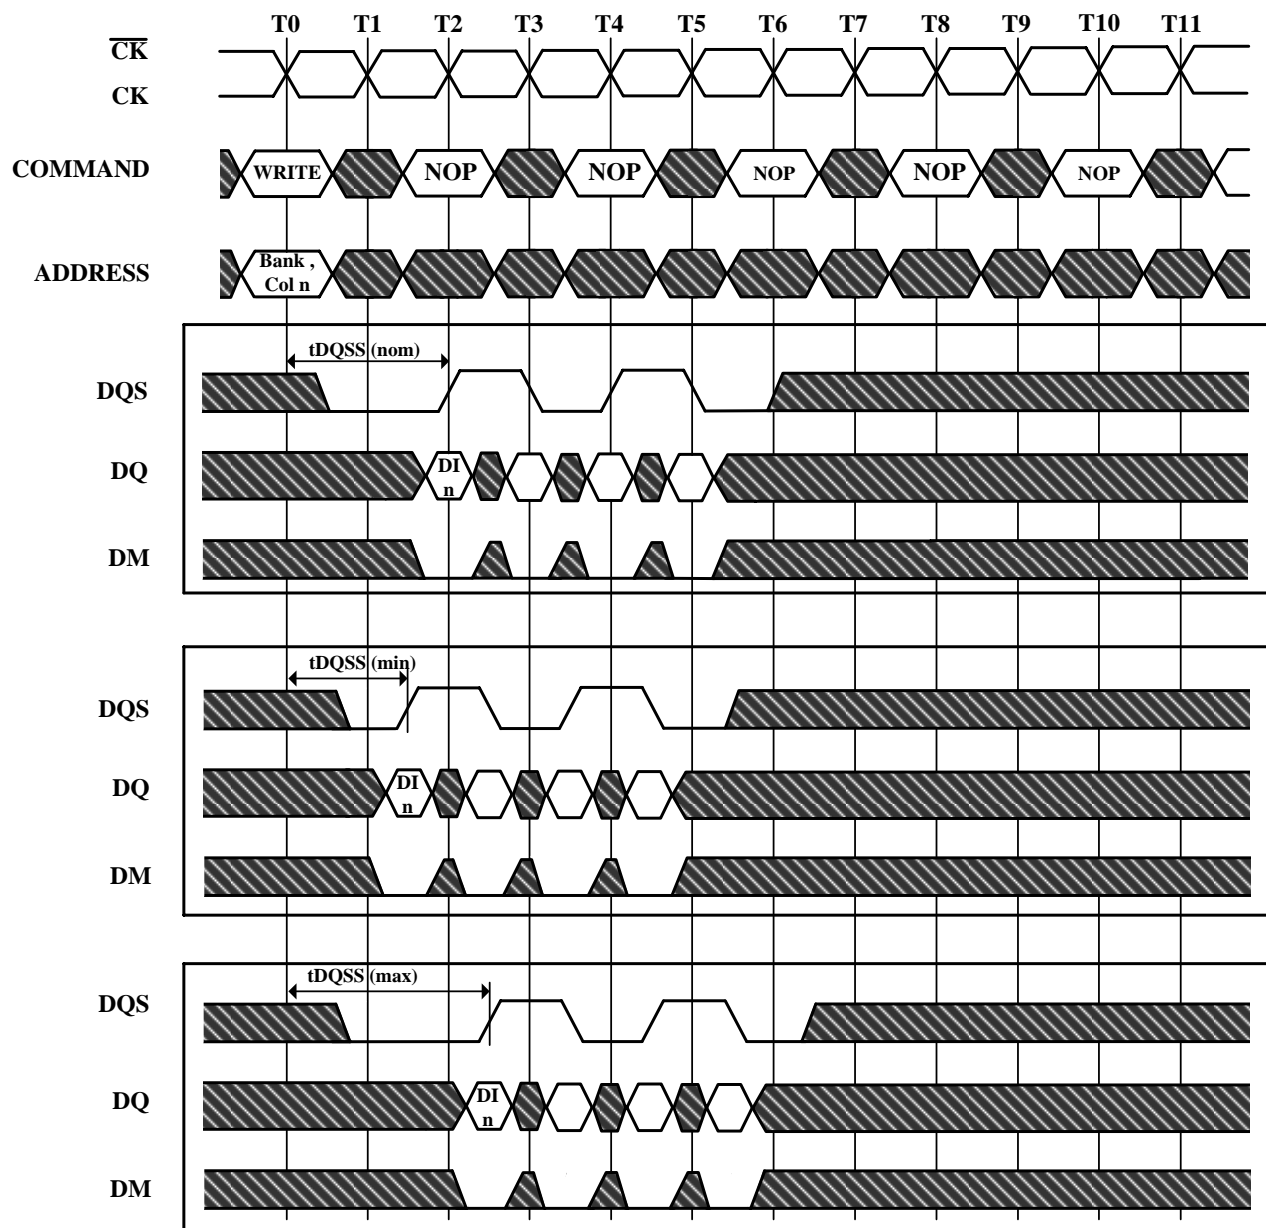 T0 T1 T2 T3 T4 T5 T6 T7 T8 T9 T10 T11
CK
CK
COMMAND WRITE NOP NOP NOP NOP NOP
ADDRESS Bank ,
Col n
tDQSS (nom)
DQS
DQ DI
n
DM
tDQSS (min)
DQS
DQ DI
n
DM
tDQSS (max)
DQS
DQ DI
n
DM